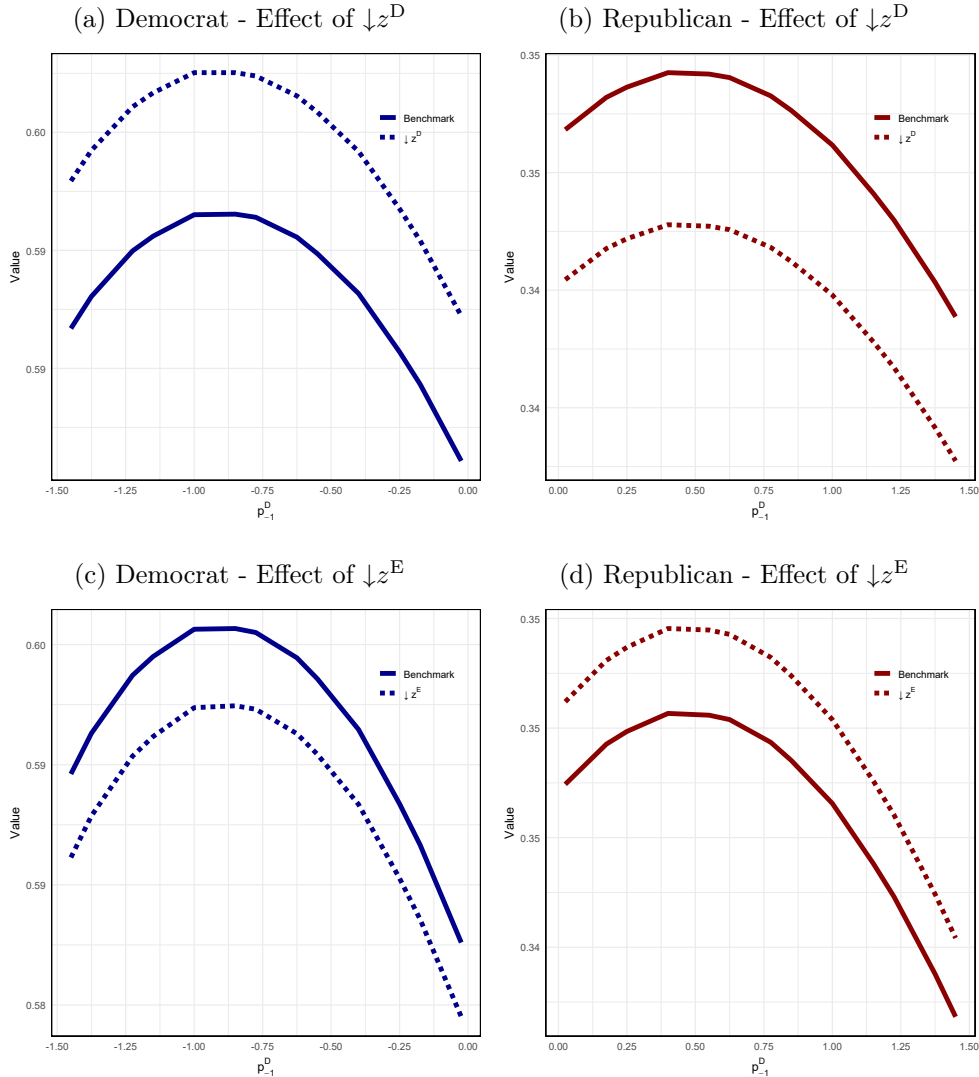 (a) Democrat - Effect of ↓z^D
0.60
0.59
0.59
Value
Benchmark
↓ z^D
-1.50 -1.25 -1.00 -0.75 -0.50 -0.25 0.00
p^D_−1
(b) Republican - Effect of ↓z^D
0.35
0.35
0.34
0.34
Value
Benchmark
↓ z^D
0.00 0.25 0.50 0.75 1.00 1.25 1.50
p^D_−1
(c) Democrat - Effect of ↓z^E
0.60
0.59
0.59
0.58
Value
Benchmark
↓ z^E
-1.50 -1.25 -1.00 -0.75 -0.50 -0.25 0.00
p^D_−1
(d) Republican - Effect of ↓z^E
0.35
0.35
0.35
0.34
Value
Benchmark
↓ z^E
0.00 0.25 0.50 0.75 1.00 1.25 1.50
p^D_−1